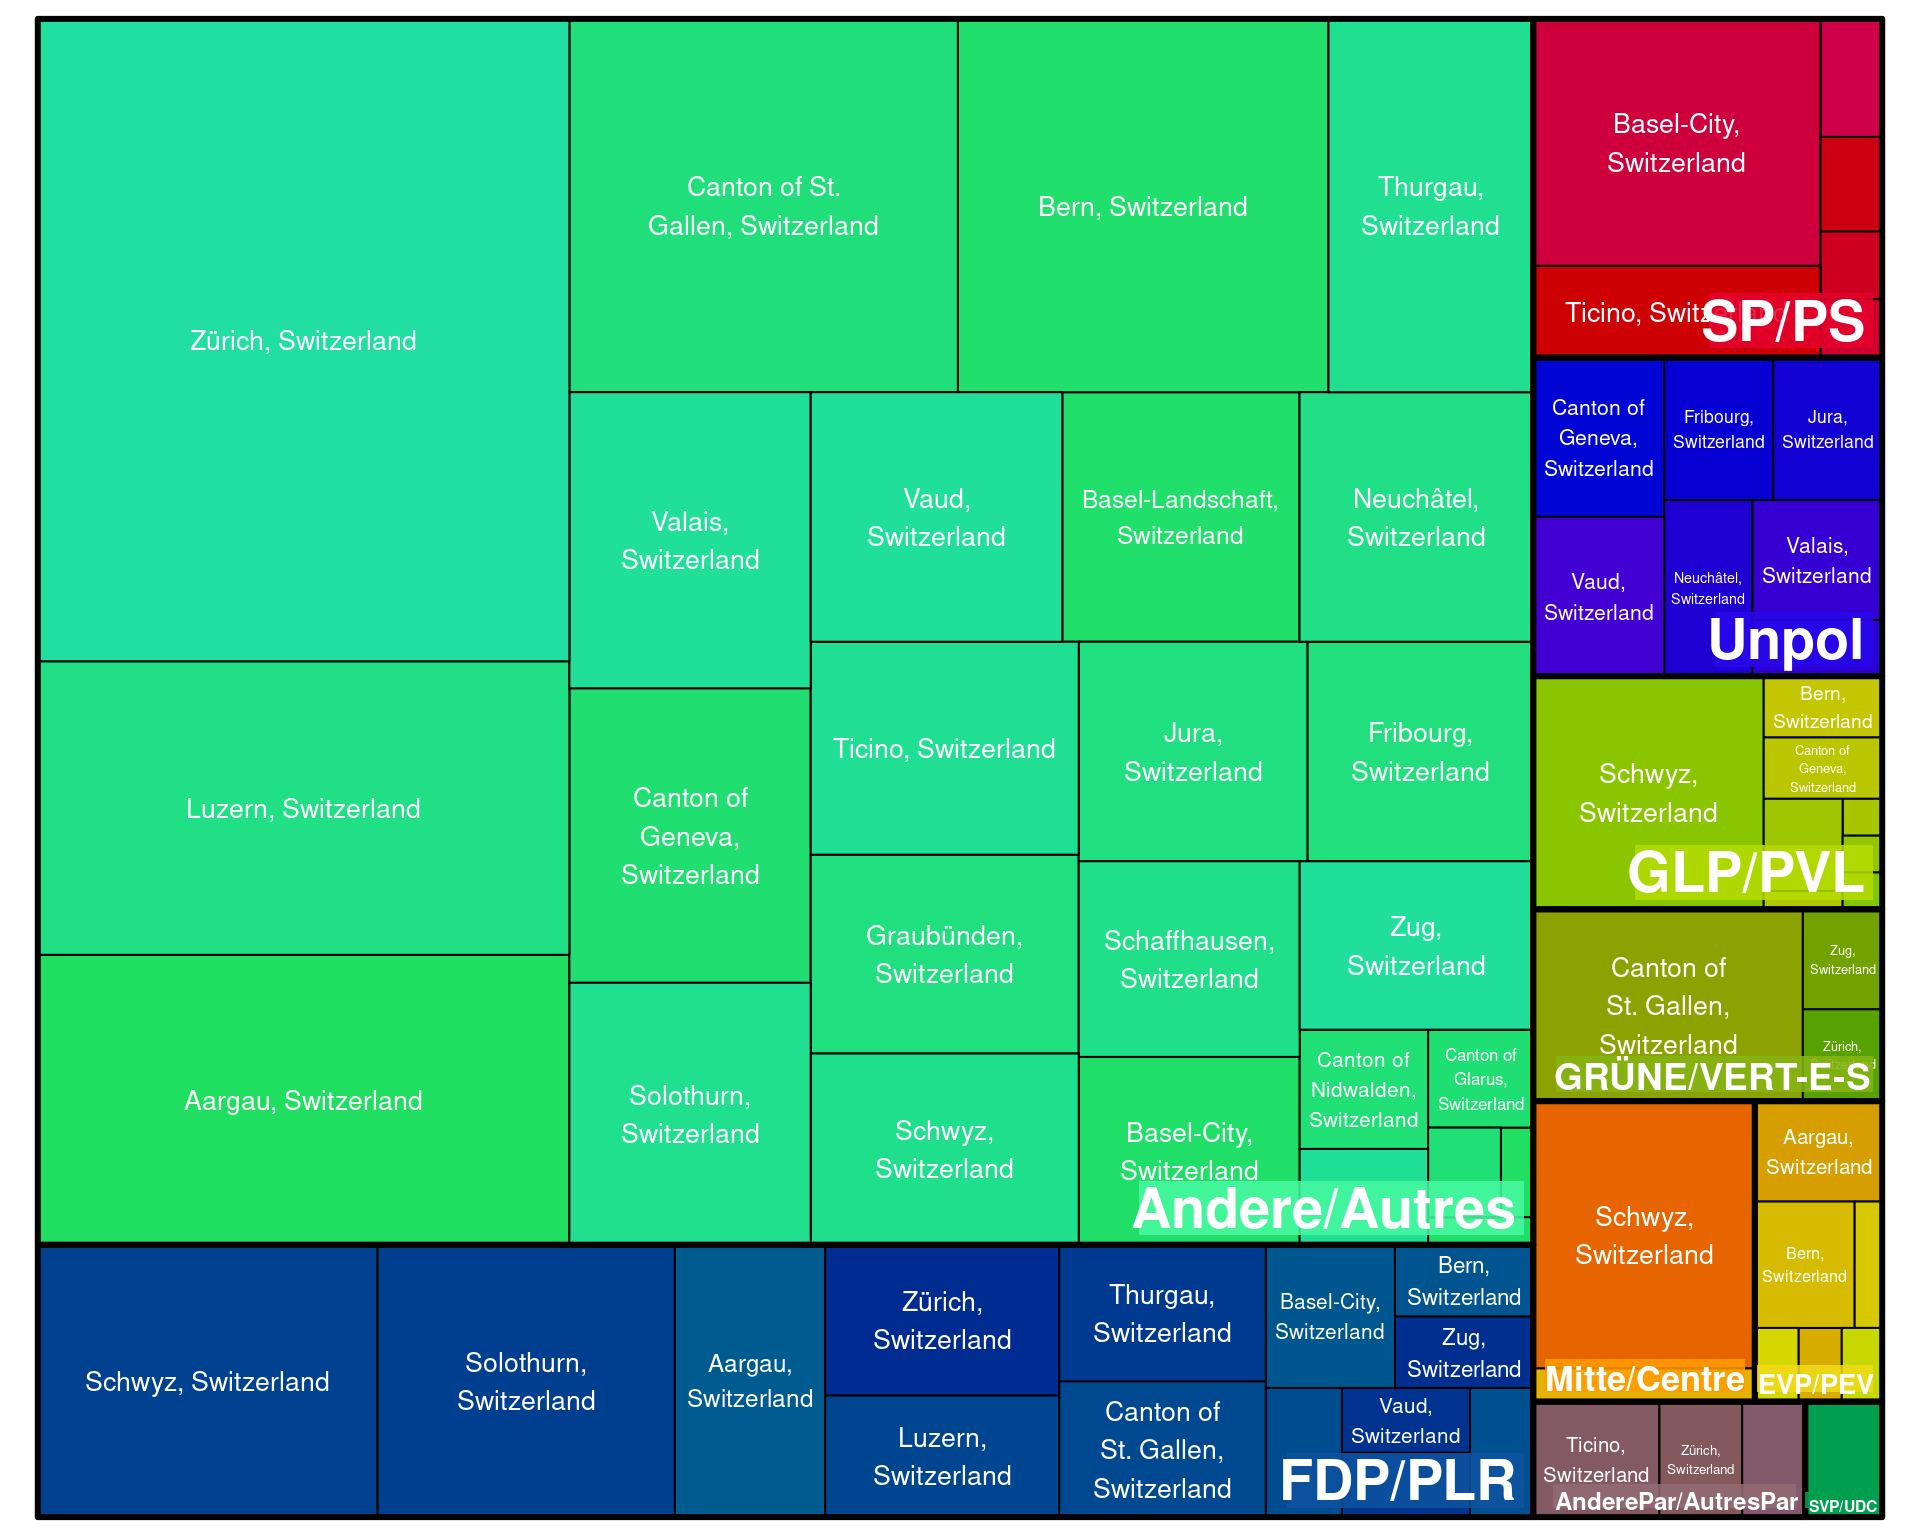 Zürich, Switzerland
Canton of St.
Gallen, Switzerland
Bern, Switzerland
Thurgau,
Switzerland
Valais,
Switzerland
Vaud,
Switzerland
Basel-Landschaft,
Switzerland
Neuchâtel,
Switzerland
Luzern, Switzerland
Canton of
Geneva,
Switzerland
Ticino, Switzerland
Jura,
Switzerland
Fribourg,
Switzerland
Graubünden,
Switzerland
Schaffhausen,
Switzerland
Zug,
Switzerland
Aargau, Switzerland
Solothurn,
Switzerland
Schwyz,
Switzerland
Basel-City,
Switzerland
Canton of
Nidwalden,
Switzerland
Canton of
Glarus,
Switzerland
Andere/Autres
Schwyz, Switzerland
Solothurn,
Switzerland
Aargau,
Switzerland
Zürich,
Switzerland
Luzern,
Switzerland
Thurgau,
Switzerland
Canton of
St. Gallen,
Switzerland
Basel-City,
Switzerland
Bern,
Switzerland
Zug,
Switzerland
Vaud,
Switzerland
FDP/PLR
Basel-City,
Switzerland
Ticino, Switzerland
SP/PS
Canton of
Geneva,
Switzerland
Fribourg,
Switzerland
Jura,
Switzerland
Vaud,
Switzerland
Neuchâtel,
Switzerland
Valais,
Switzerland
Unpol
Schwyz,
Switzerland
Bern,
Switzerland
Canton of
Geneva,
Switzerland
GLP/PVL
Canton of
St. Gallen,
Switzerland
Zug,
Switzerland
Zürich,
Switzerland
GRÜNE/VERT-E-S
Schwyz,
Switzerland
Mitte/Centre
Aargau,
Switzerland
Bern,
Switzerland
EVP/PEV
Ticino,
Switzerland
Zürich,
Switzerland
AnderePar/AutresPar
SVP/UDC